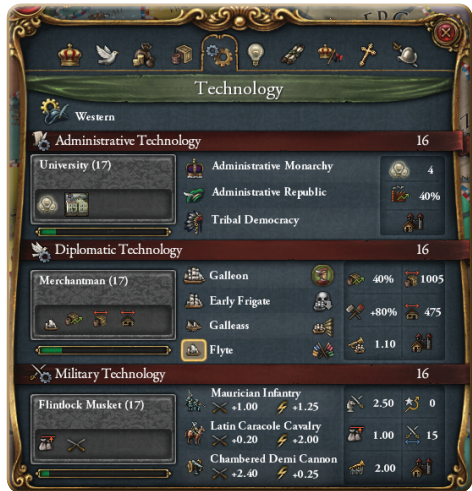 Technology
Western
Administrative Technology 16
University (17)
Administrative Monarchy 4
Administrative Republic 40%
Tribal Democracy
Diplomatic Technology 16
Merchantman (17)
Galleon 40% 1005
Early Frigate +80% 475
Galleass
Flyte 1.10
Military Technology 16
Flintlock Musket (17)
Maurician Infantry
+1.00 +1.25 2.50 0
Latin Caracole Cavalry
+0.20 +2.00 1.00 15
Chambered Demi Cannon
+2.40 +0.25 2.00